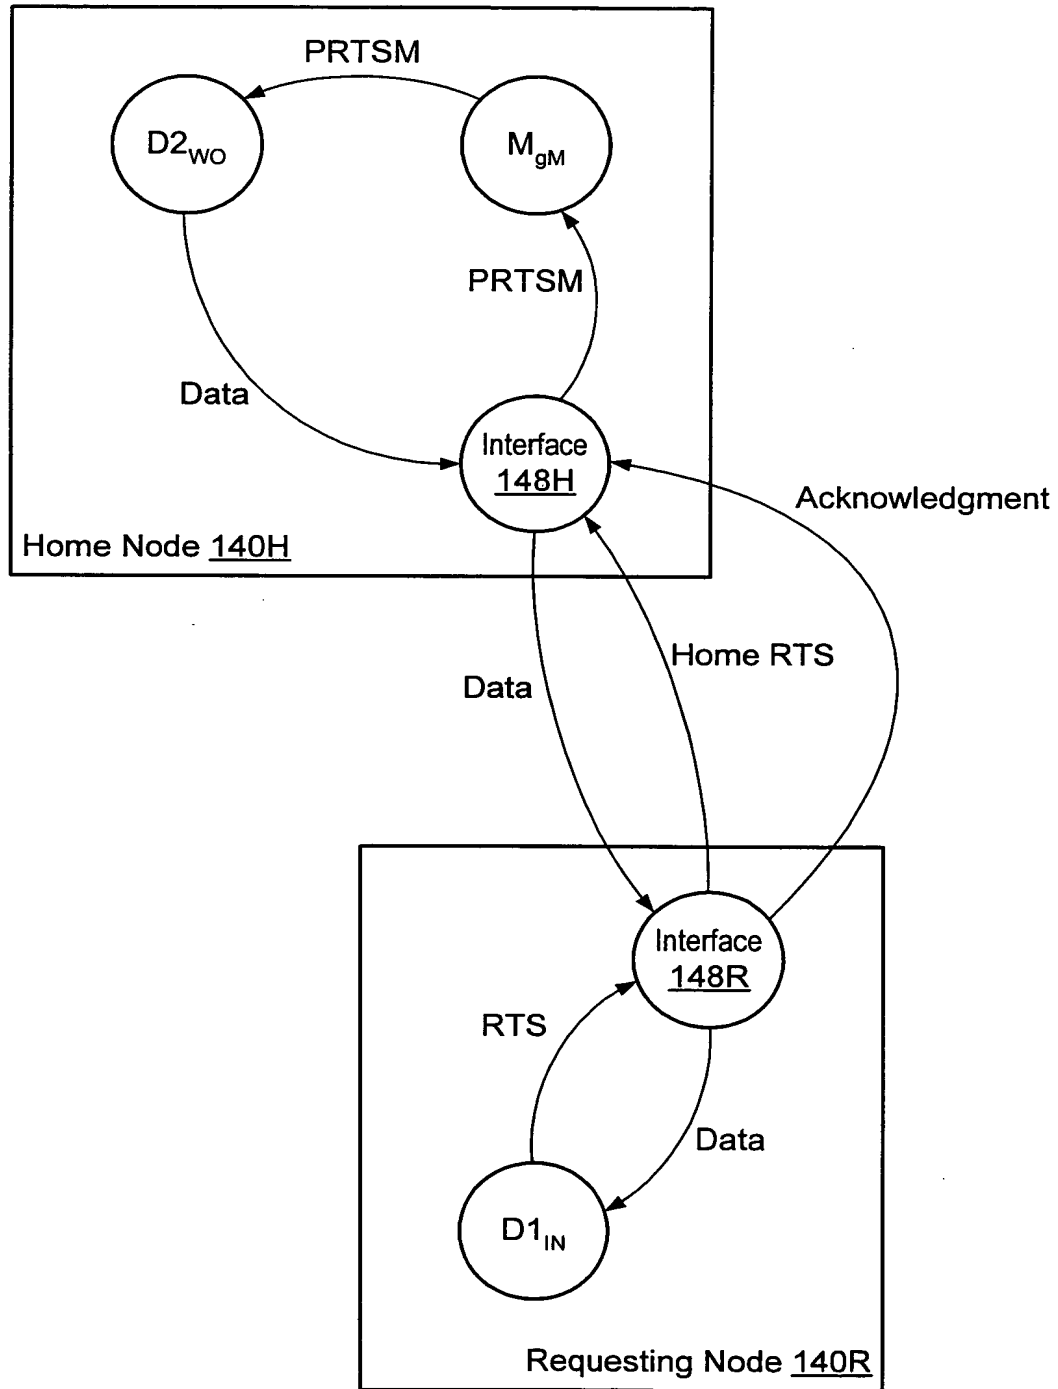 PRTSM
D2WO
MgM
PRTSM
Data
Interface
148H
Acknowledgment
Home Node 140H
Home RTS
Data
Interface
148R
RTS
Data
D1IN
Requesting Node 140R